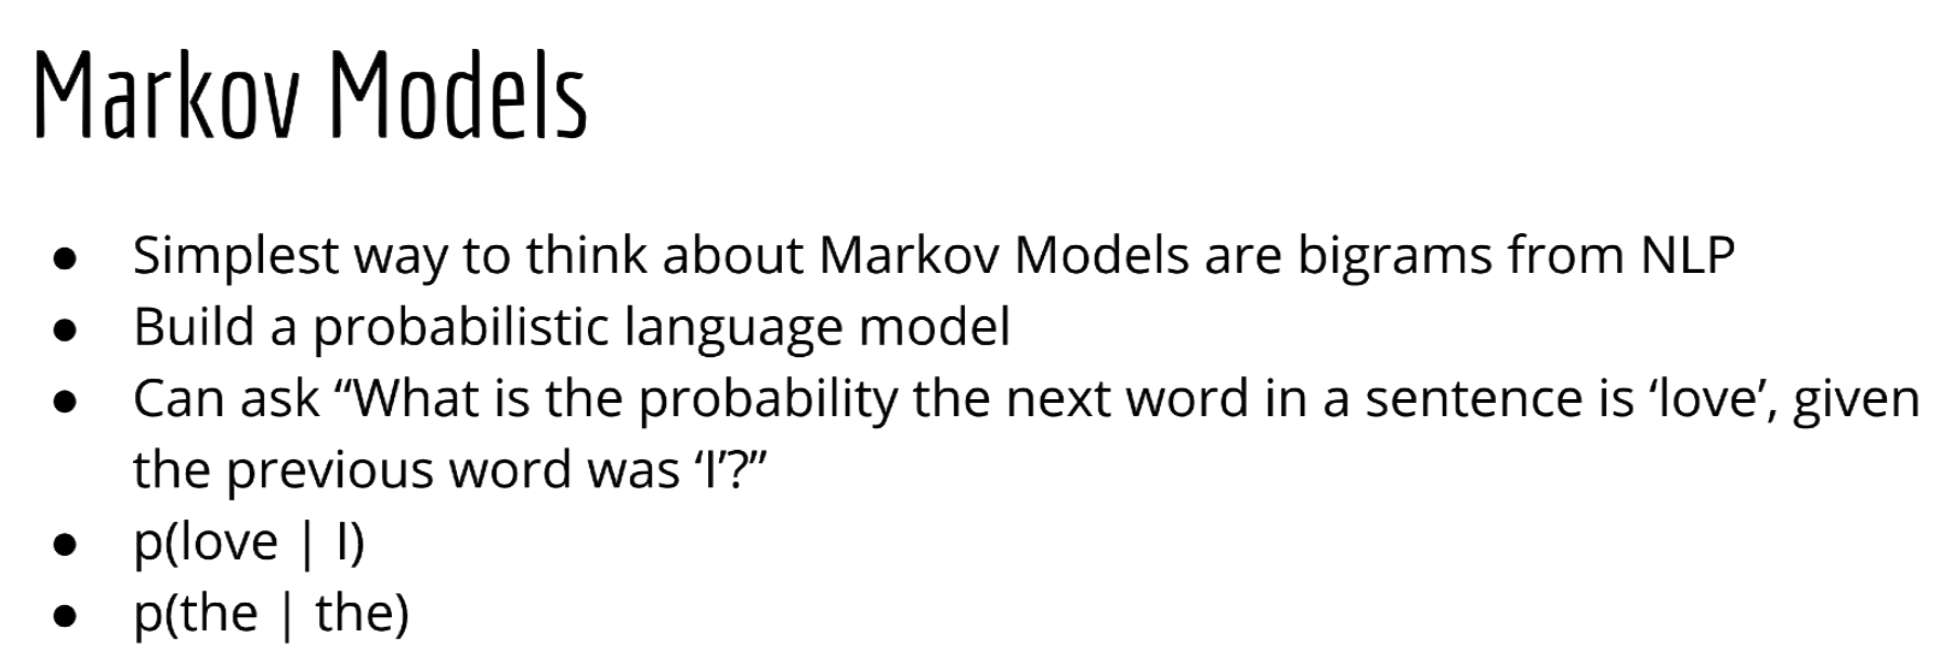 Markov Models
● Simplest way to think about Markov Models are bigrams from NLP
● Build a probabilistic language model
● Can ask “What is the probability the next word in a sentence is ‘love’, given
the previous word was ‘I’?”
● p(love | I)
● p(the | the)